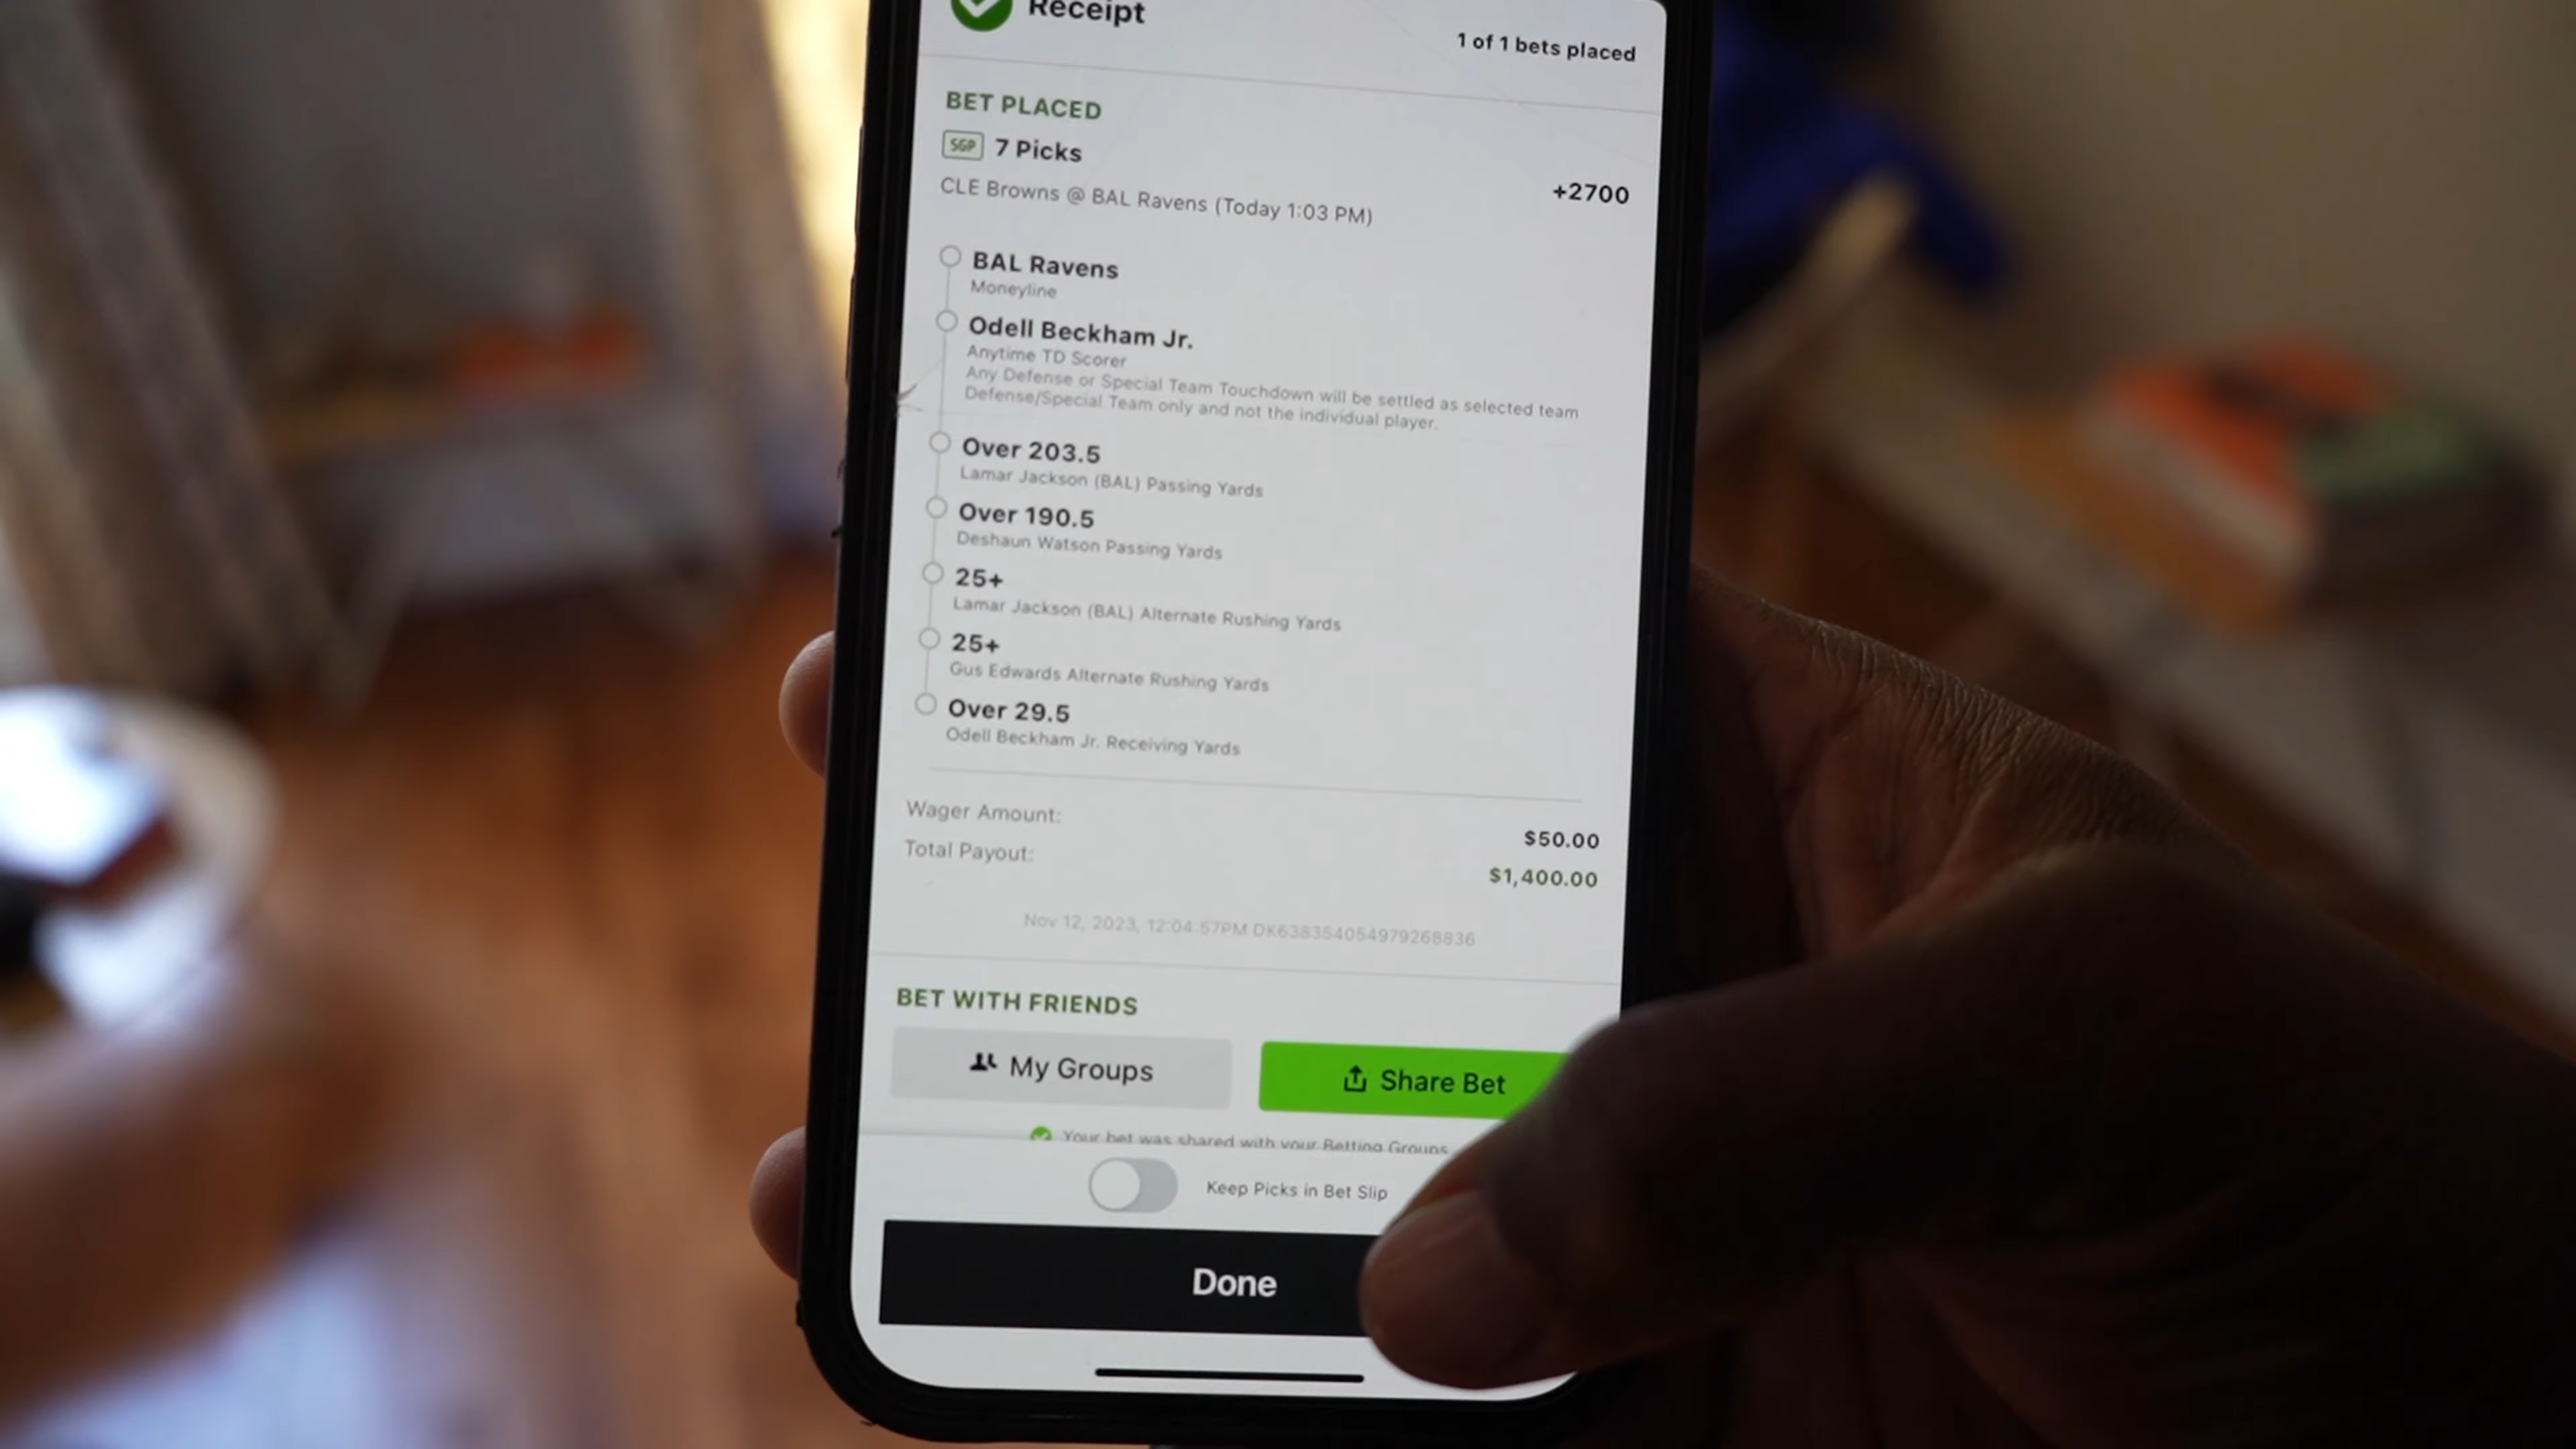 Receipt
1 of 1 bets placed
BET PLACED
SGP 7 Picks
+2700
CLE Browns @ BAL Ravens (Today 1:03 PM)
BAL Ravens
Moneyline
Odell Beckham Jr.
Anytime TD Scorer
Any Defense or Special Team Touchdown will be settled as selected team
Defense/Special Team only and not the individual player.
Over 203.5
Lamar Jackson (BAL) Passing Yards
Over 190.5
Deshaun Watson Passing Yards
25+
Lamar Jackson (BAL) Alternate Rushing Yards
25+
Gus Edwards Alternate Rushing Yards
Over 29.5
Odell Beckham Jr. Receiving Yards
Wager Amount:
$50.00
Total Payout:
$1,400.00
Nov 12, 2023, 12:04:57PM DK638354054979268836
BET WITH FRIENDS
My Groups
Share Bet
Your bet was shared with your Betting Groups
Keep Picks in Bet Slip
Done